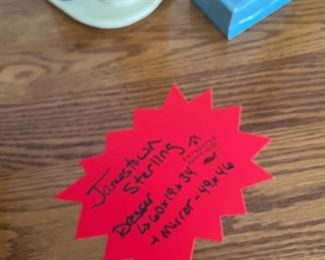 Jamestown
Sterling
Dresser
↳60x19x34"
+ Mirror - 49x46